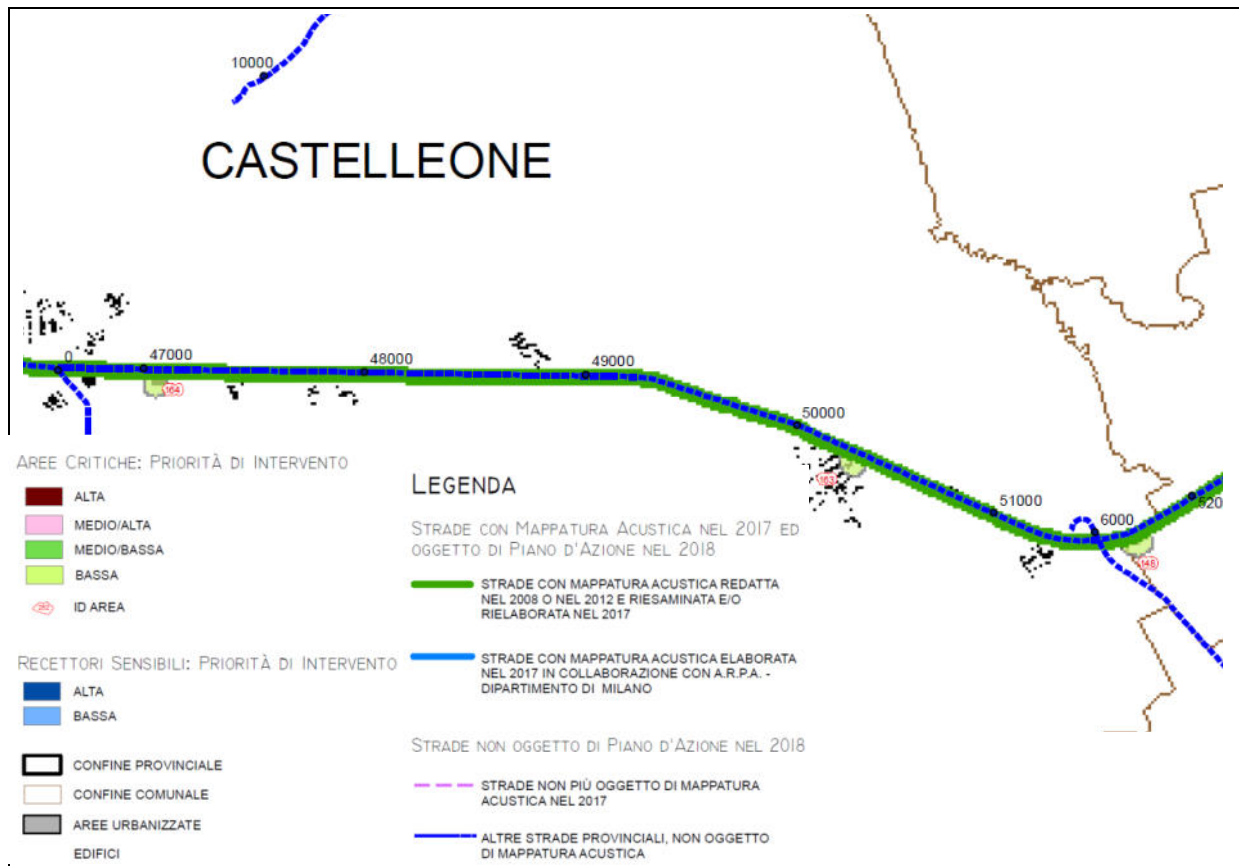 10000
CASTELLEONE
0
47000
48000
49000
164
50000
163
51000
6000
520
148
AREE CRITICHE: PRIORITÀ DI INTERVENTO
ALTA
MEDIO/ALTA
MEDIO/BASSA
BASSA
ID AREA
RECETTORI SENSIBILI: PRIORITÀ DI INTERVENTO
ALTA
BASSA
CONFINE PROVINCIALE
CONFINE COMUNALE
AREE URBANIZZATE
EDIFICI
LEGENDA
STRADE CON MAPPATURA ACUSTICA NEL 2017 ED
OGGETTO DI PIANO D'AZIONE NEL 2018
STRADE CON MAPPATURA ACUSTICA REDATTA
NEL 2008 O NEL 2012 E RIESAMINATA E/O
RIELABORATA NEL 2017
STRADE CON MAPPATURA ACUSTICA ELABORATA
NEL 2017 IN COLLABORAZIONE CON A.R.P.A. -
DIPARTIMENTO DI MILANO
STRADE NON OGGETTO DI PIANO D'AZIONE NEL 2018
STRADE NON PIÙ OGGETTO DI MAPPATURA
ACUSTICA NEL 2017
ALTRE STRADE PROVINCIALI, NON OGGETTO
DI MAPPATURA ACUSTICA